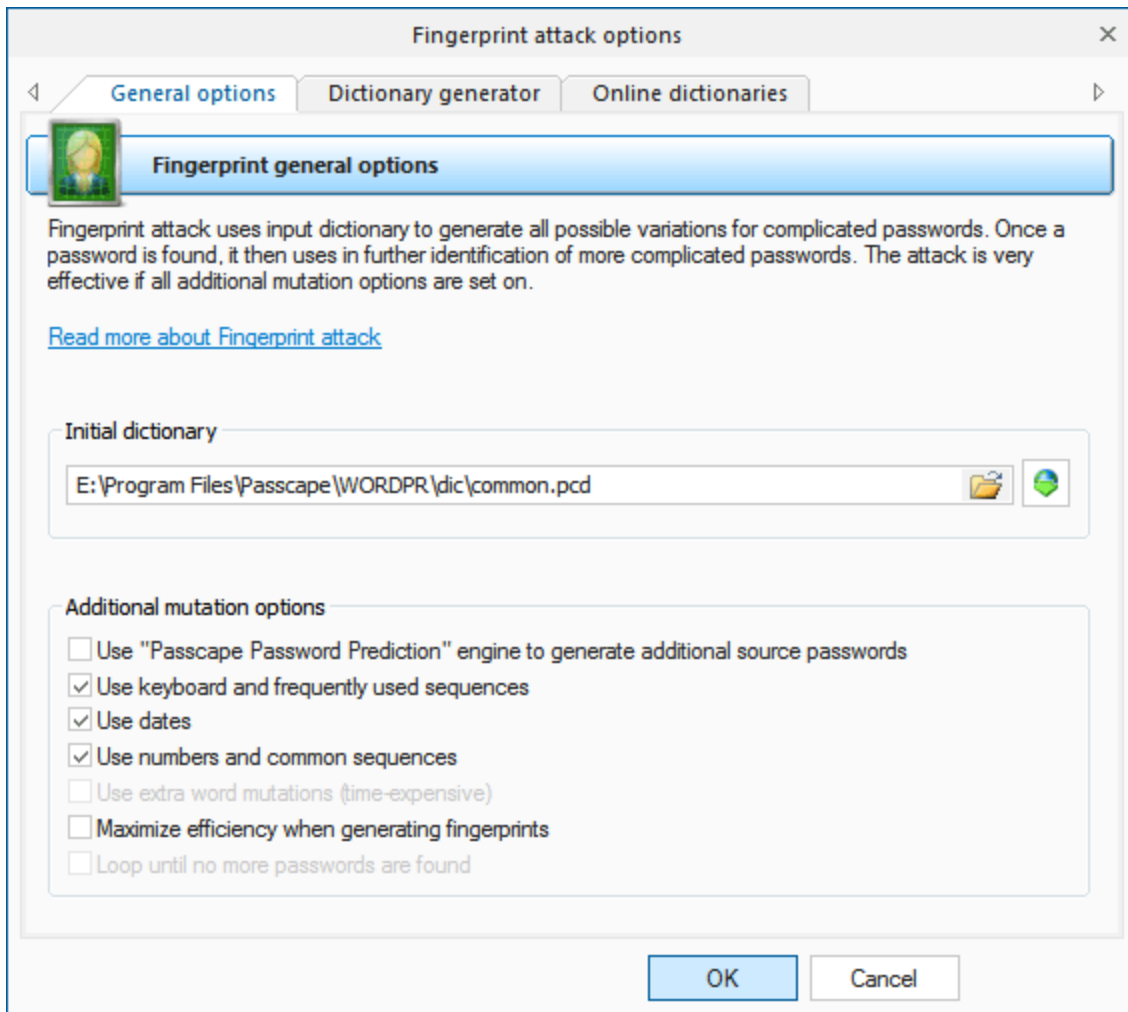 Fingerprint attack options
General options
Dictionary generator
Online dictionaries
Fingerprint general options
Fingerprint attack uses input dictionary to generate all possible variations for complicated passwords. Once a
password is found, it then uses in further identification of more complicated passwords. The attack is very
effective if all additional mutation options are set on.
Read more about Fingerprint attack
Initial dictionary
E:\Program Files\Passcape\WORDPR\dic\common.pcd
Additional mutation options
Use "Passcape Password Prediction" engine to generate additional source passwords
Use keyboard and frequently used sequences
Use dates
Use numbers and common sequences
Use extra word mutations (time-expensive)
Maximize efficiency when generating fingerprints
Loop until no more passwords are found
OK
Cancel